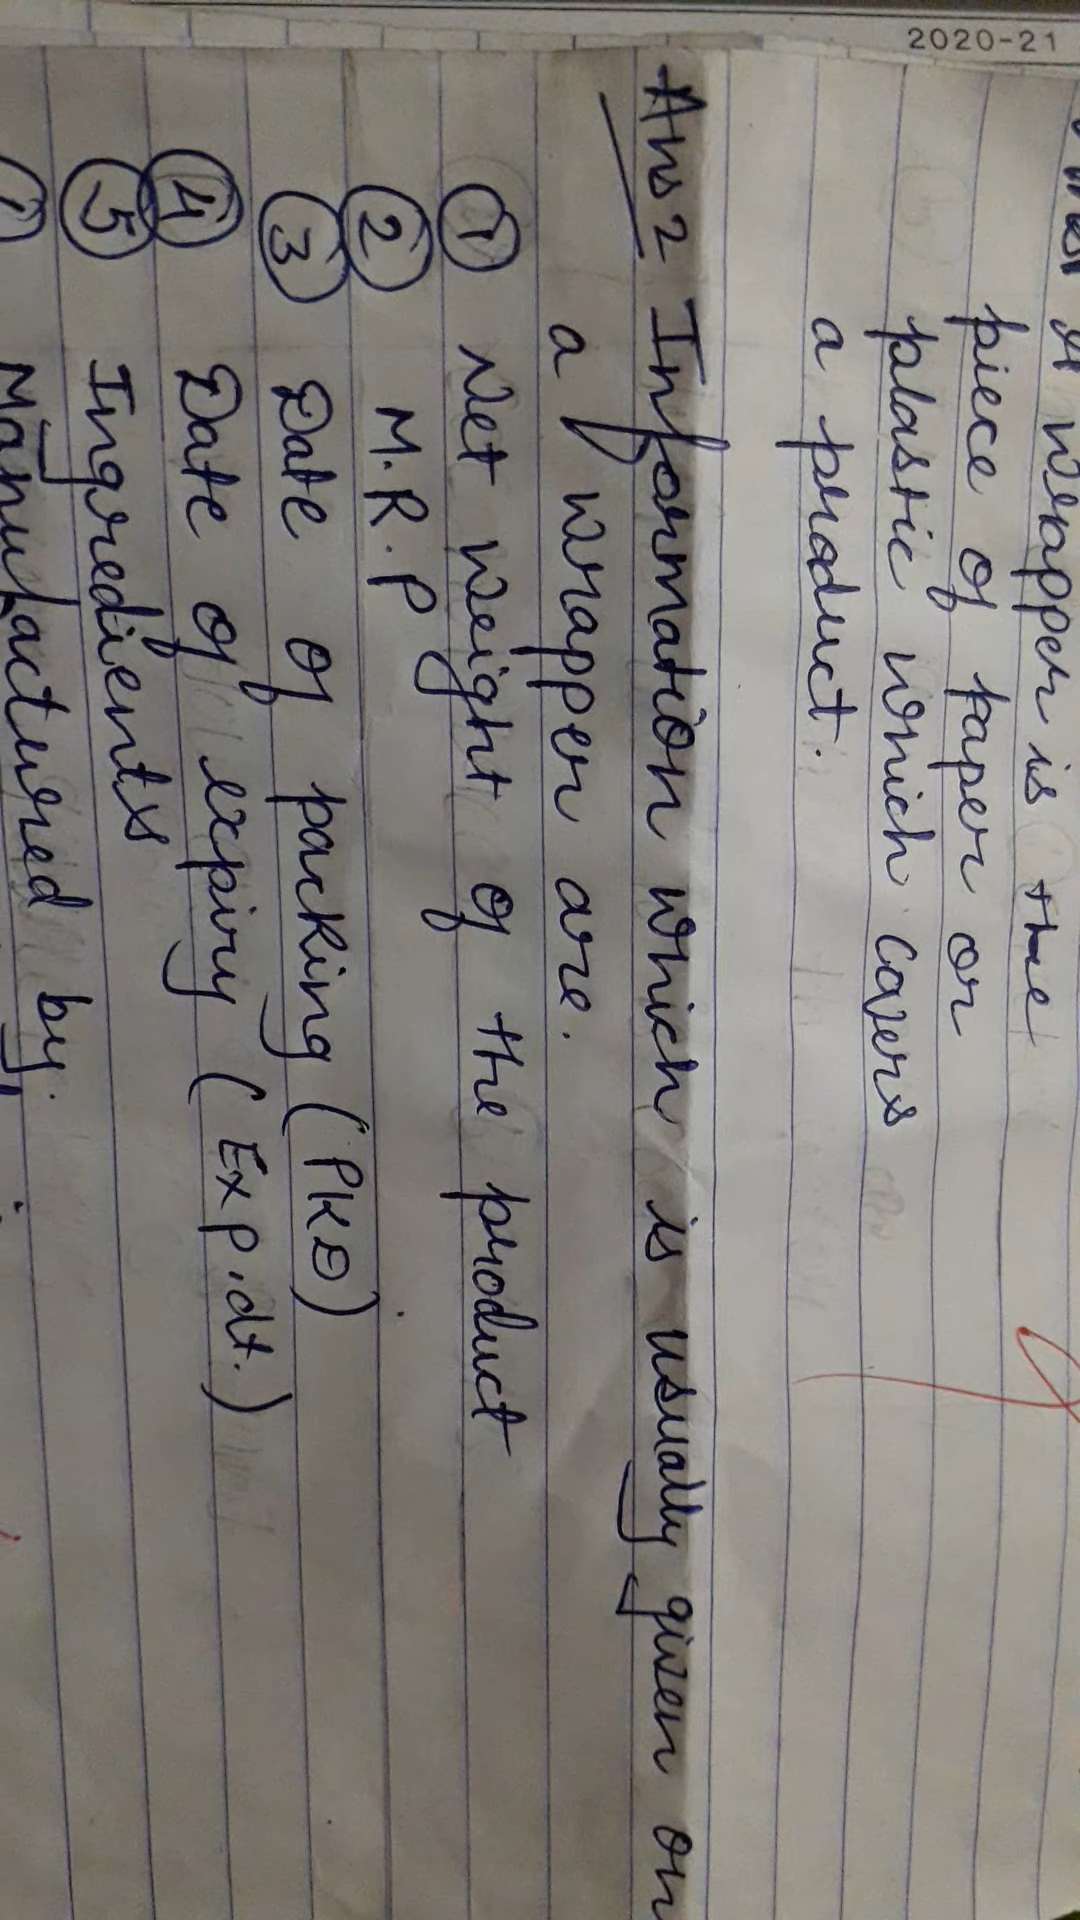 2020-21
A wrapper is the
piece of paper or
plastic which covers
a product.
Ans 2 Information which is usually given on
a wrapper are.
1 Net weight of the product
2 M.R.P
3 Date of packing (PKD)
4 Date of expiry (Exp.dt.)
5 Ingredients
Manufactured by.